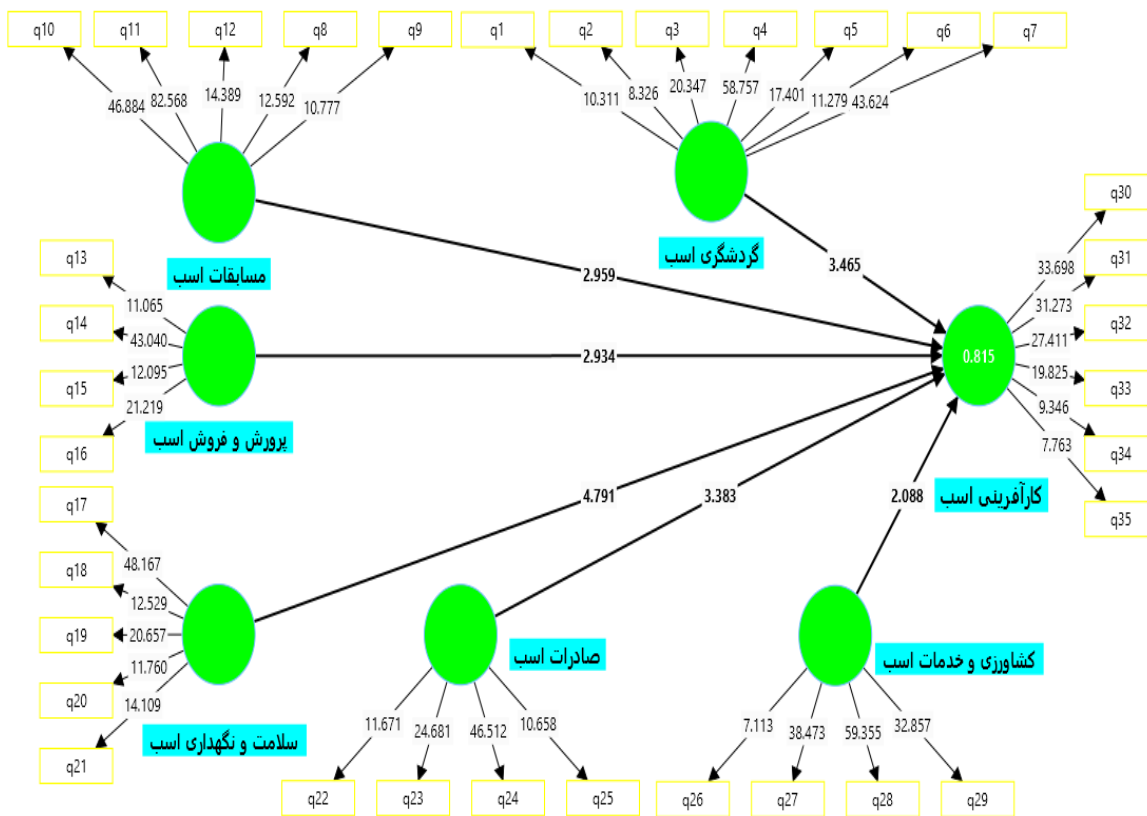 q10
q11
q12
q8
q9
q1
q2
q3
q4
q5
q6
q7
46.884
82.568
14.389
12.592
10.777
10.311
8.326
20.347
58.757
17.401
11.279
43.624
q30
q31
q32
q33
q34
q35
33.698
31.273
27.411
19.825
9.346
7.763
مسابقات اسب
گردشگری اسب
q13
q14
q15
q16
11.065
43.040
12.095
21.219
2.959
3.465
2.934
0.815
پرورش و فروش اسب
کارآفرینی اسب
q17
q18
q19
q20
q21
48.167
12.529
20.657
11.760
14.109
4.791
3.383
2.088
سلامت و نگهداری اسب
صادرات اسب
کشاورزی و خدمات اسب
11.671
24.681
46.512
10.658
7.113
38.473
59.355
32.857
q22
q23
q24
q25
q26
q27
q28
q29